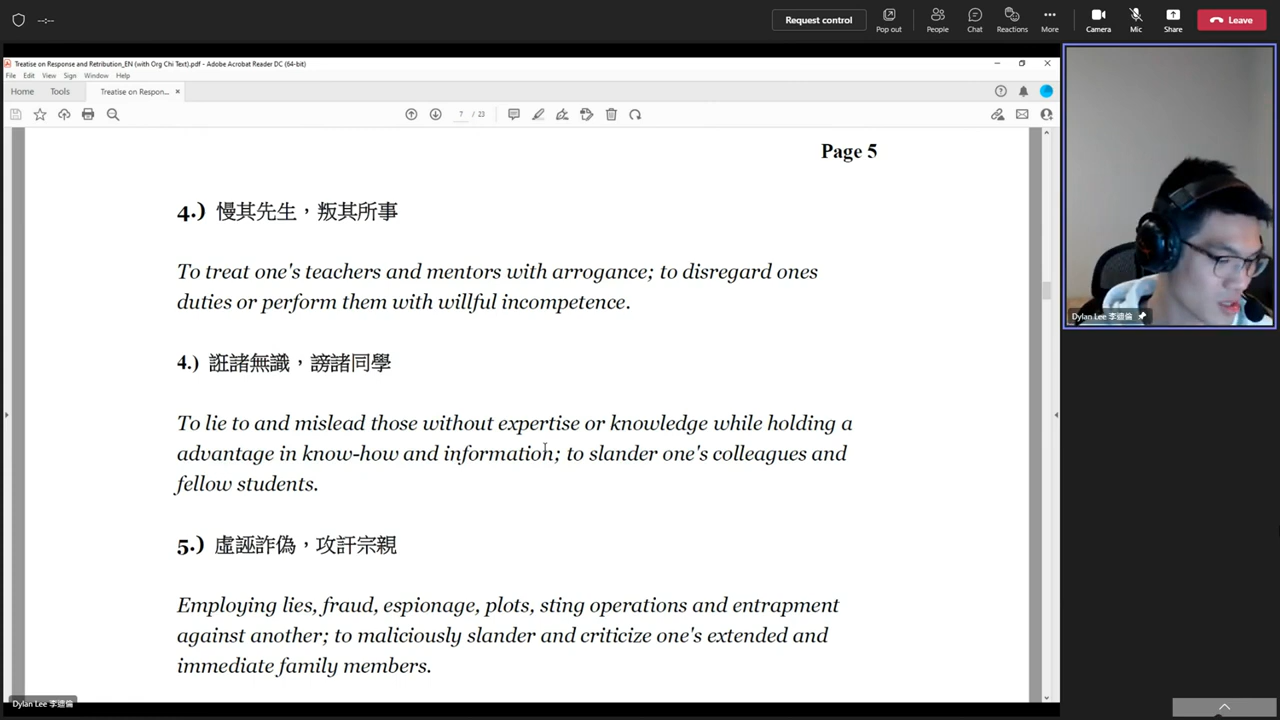 --:--
Request control
Pop out
People
Chat
Reactions
More
Camera
Mic
Share
Leave
Treatise on Response and Retribution_EN (with Org Chi Text).pdf - Adobe Acrobat Reader DC (64-bit)
File Edit View Sign Window Help
Home Tools Treatise on Respon... ×
7 / 23
Page 5
4.) 慢其先生，叛其所事
To treat one's teachers and mentors with arrogance; to disregard ones
duties or perform them with willful incompetence.
4.) 誑諸無識，謗諸同學
To lie to and mislead those without expertise or knowledge while holding a
advantage in know-how and information; to slander one's colleagues and
fellow students.
5.) 虛誣詐偽，攻訐宗親
Employing lies, fraud, espionage, plots, sting operations and entrapment
against another; to maliciously slander and criticize one's extended and
immediate family members.
Dylan Lee 李迪倫
Dylan Lee 李迪倫